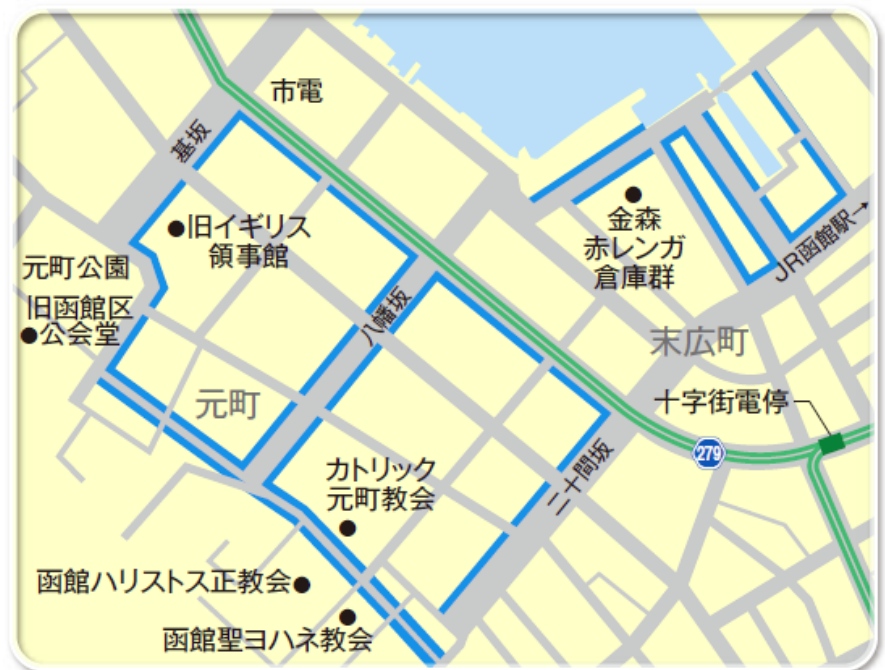 市電
基坂
●旧イギリス
領事館
金森
赤レンガ
倉庫群
JR函館駅→
元町公園
旧函館区
●公会堂
八幡坂
末広町
元町
十字街電停
279
二十間坂
カトリック
元町教会
函館ハリストス正教会●
函館聖ヨハネ教会